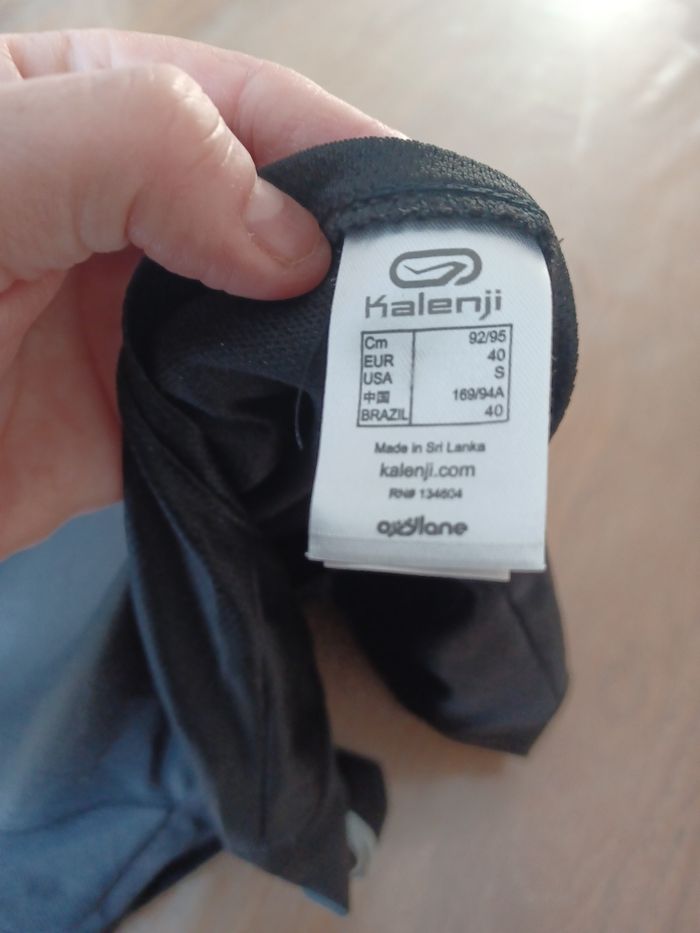 Kalenji
Cm 92/95
EUR 40
USA S
中国 169/94A
BRAZIL 40
Made in Sri Lanka
kalenji.com
RN# 134604
oxylane